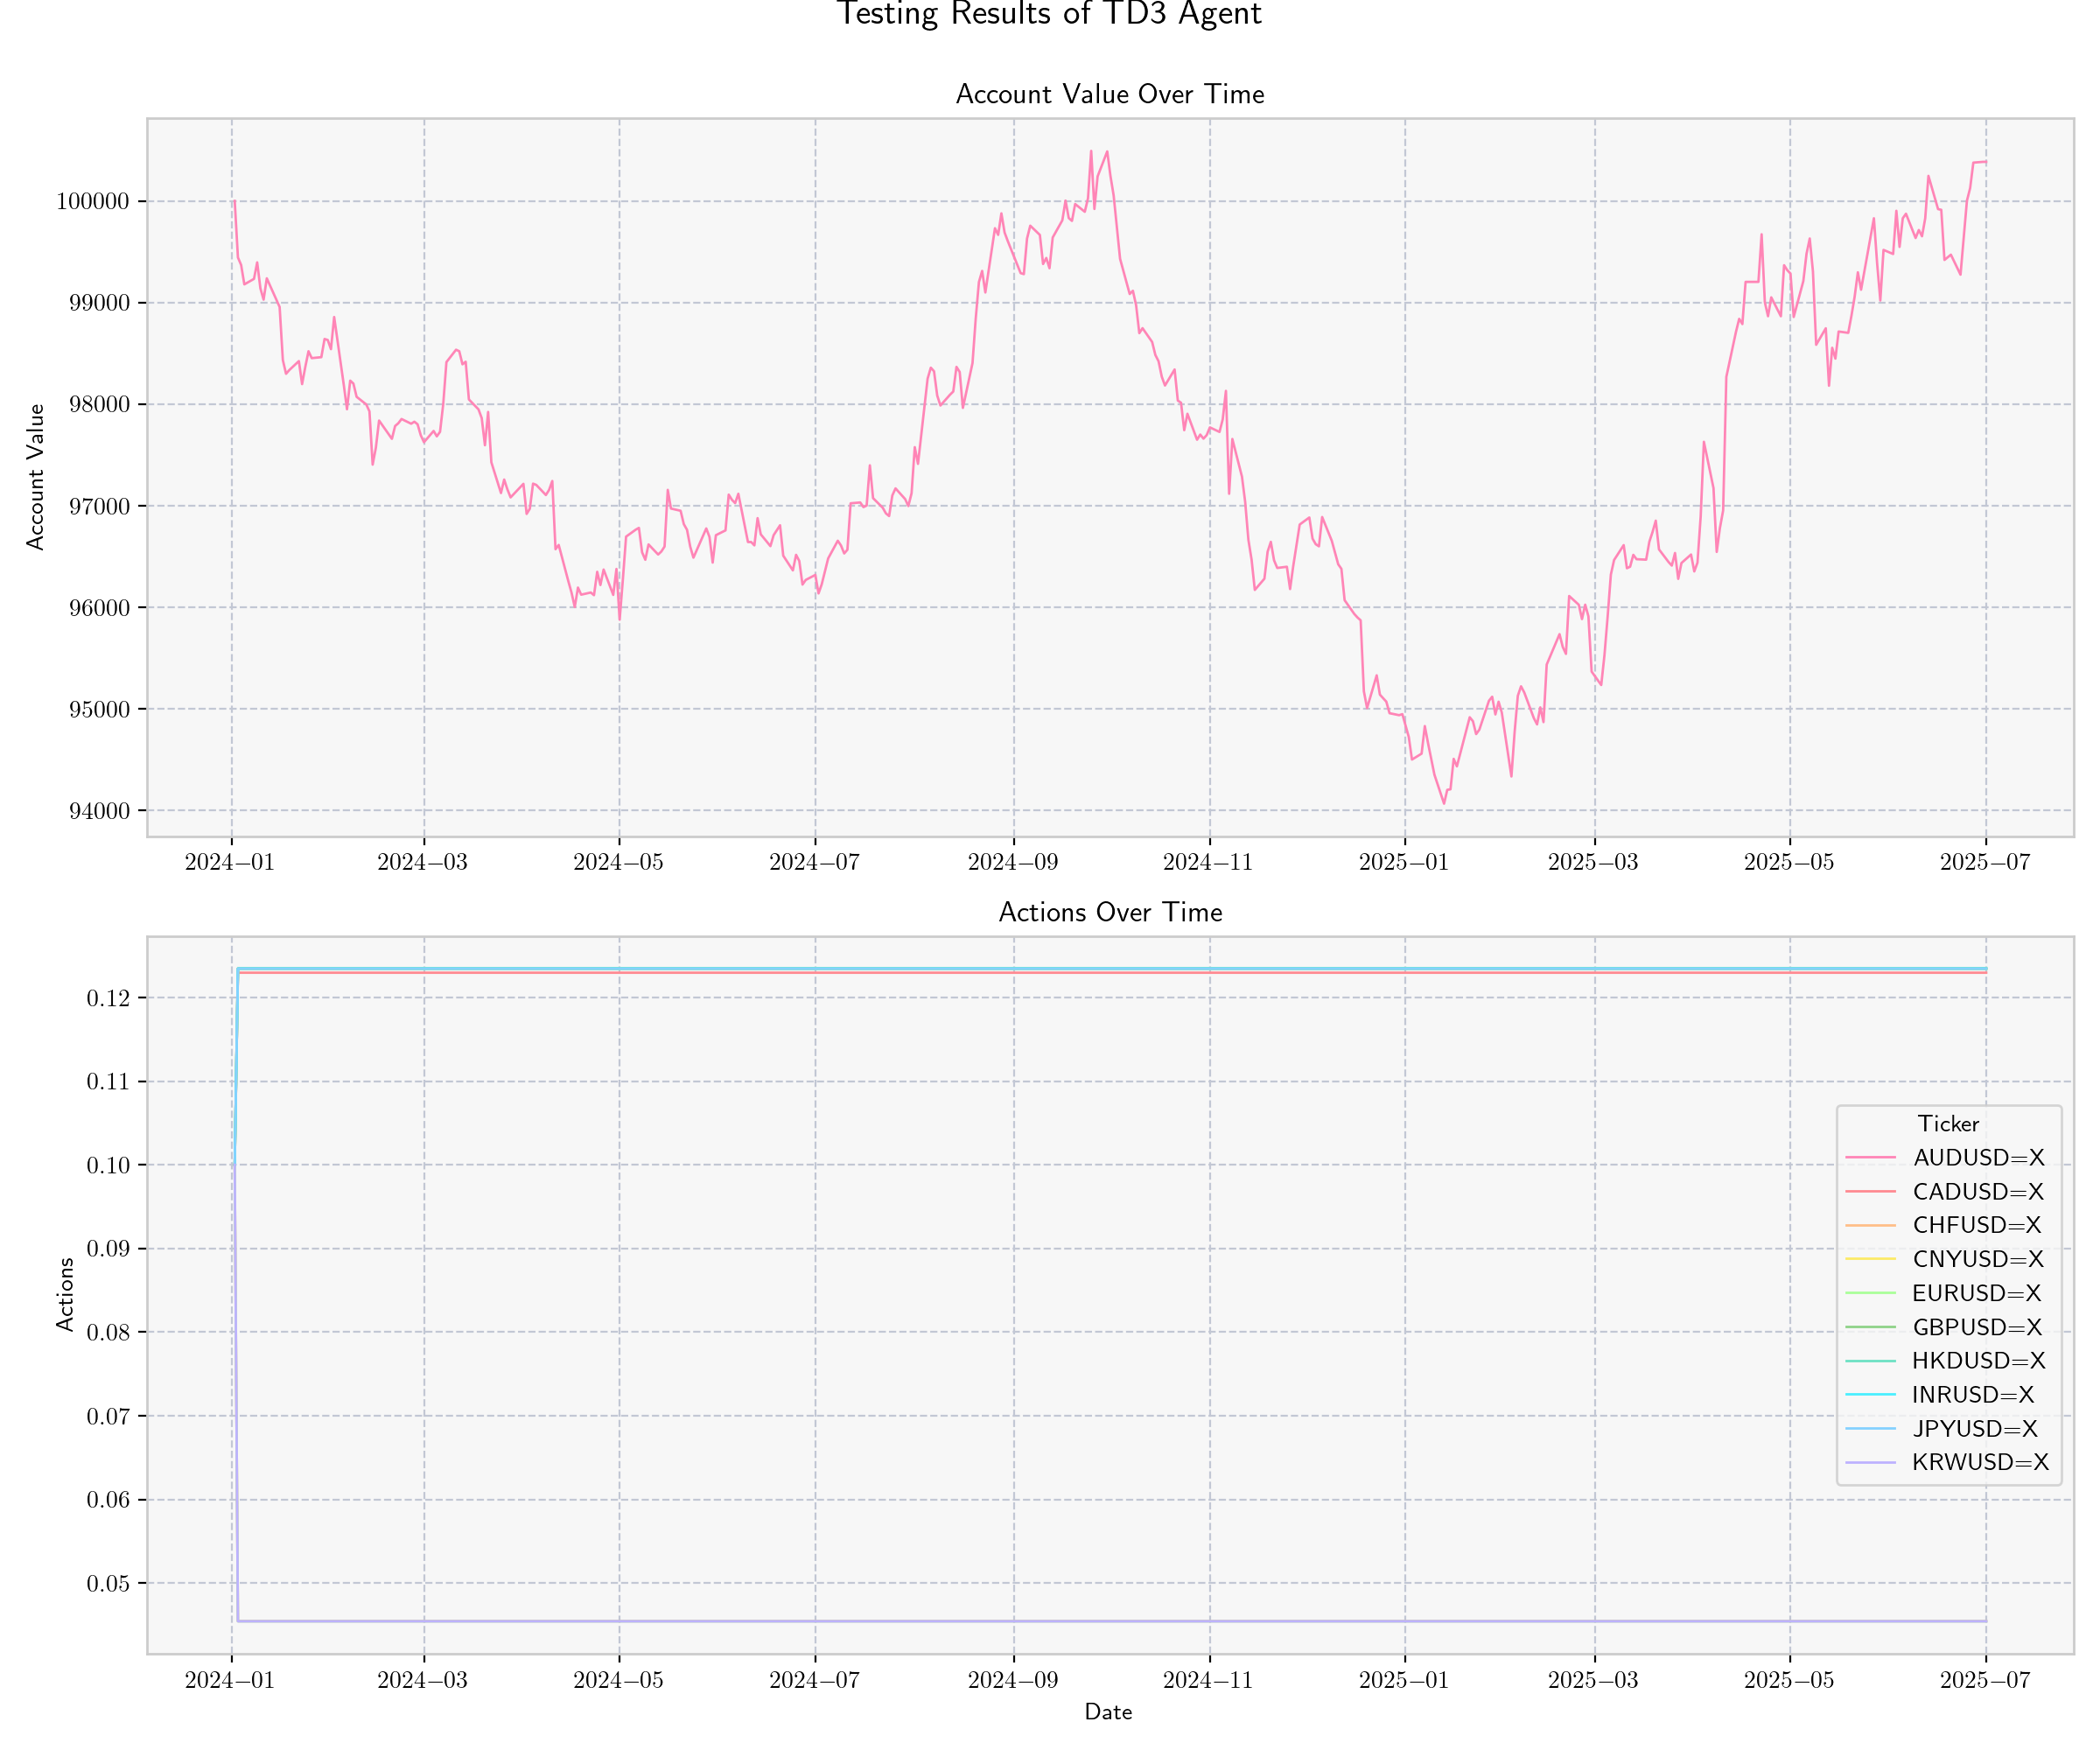 Testing Results of TD3 Agent
Account Value Over Time
Account Value
100000
99000
98000
97000
96000
95000
94000
2024–01 2024–03 2024–05 2024–07 2024–09 2024–11 2025–01 2025–03 2025–05 2025–07
Actions Over Time
Actions
0.12
0.11
0.10
0.09
0.08
0.07
0.06
0.05
Ticker
AUDUSD=X
CADUSD=X
CHFUSD=X
CNYUSD=X
EURUSD=X
GBPUSD=X
HKDUSD=X
INRUSD=X
JPYUSD=X
KRWUSD=X
2024–01 2024–03 2024–05 2024–07 2024–09 2024–11 2025–01 2025–03 2025–05 2025–07
Date